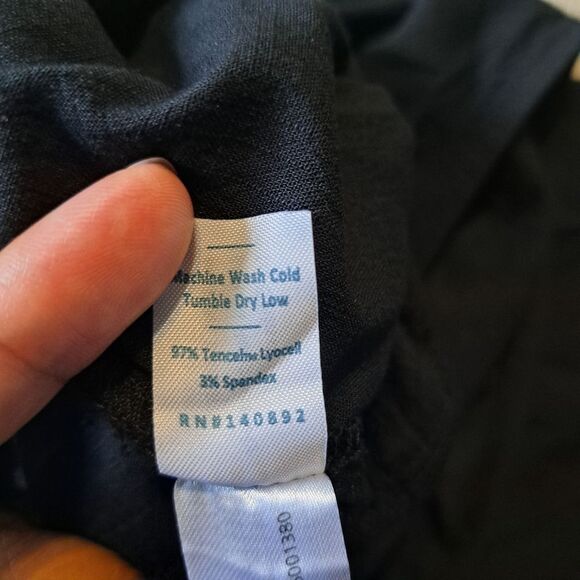 Machine Wash Cold
Tumble Dry Low
97% Tencel™ Lyocell
3% Spandex
RN#140892